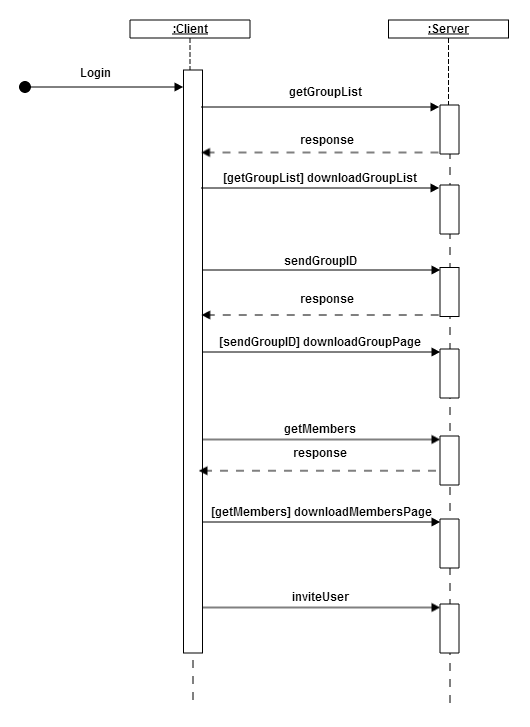 :Client
:Server
Login
getGroupList
response
[getGroupList] downloadGroupList
sendGroupID
response
[sendGroupID] downloadGroupPage
getMembers
response
[getMembers] downloadMembersPage
inviteUser